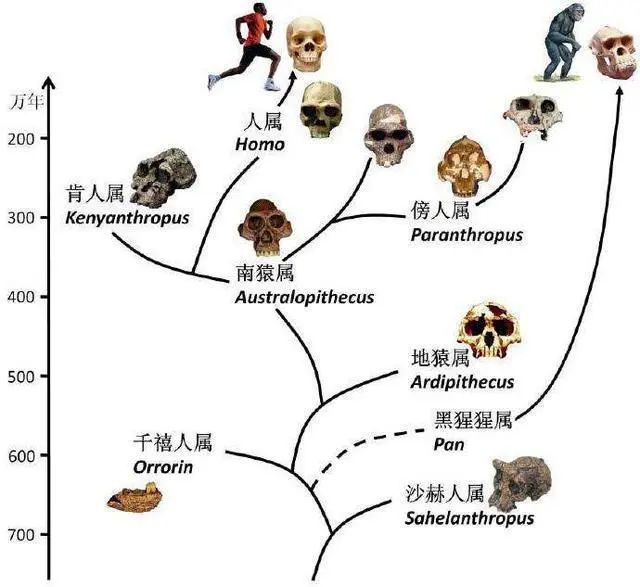 万年
200
300
400
500
600
700
人属
Homo
肯人属
Kenyanthropus
傍人属
Paranthropus
南猿属
Australopithecus
地猿属
Ardipithecus
黑猩猩属
Pan
千禧人属
Orrorin
沙赫人属
Sahelanthropus